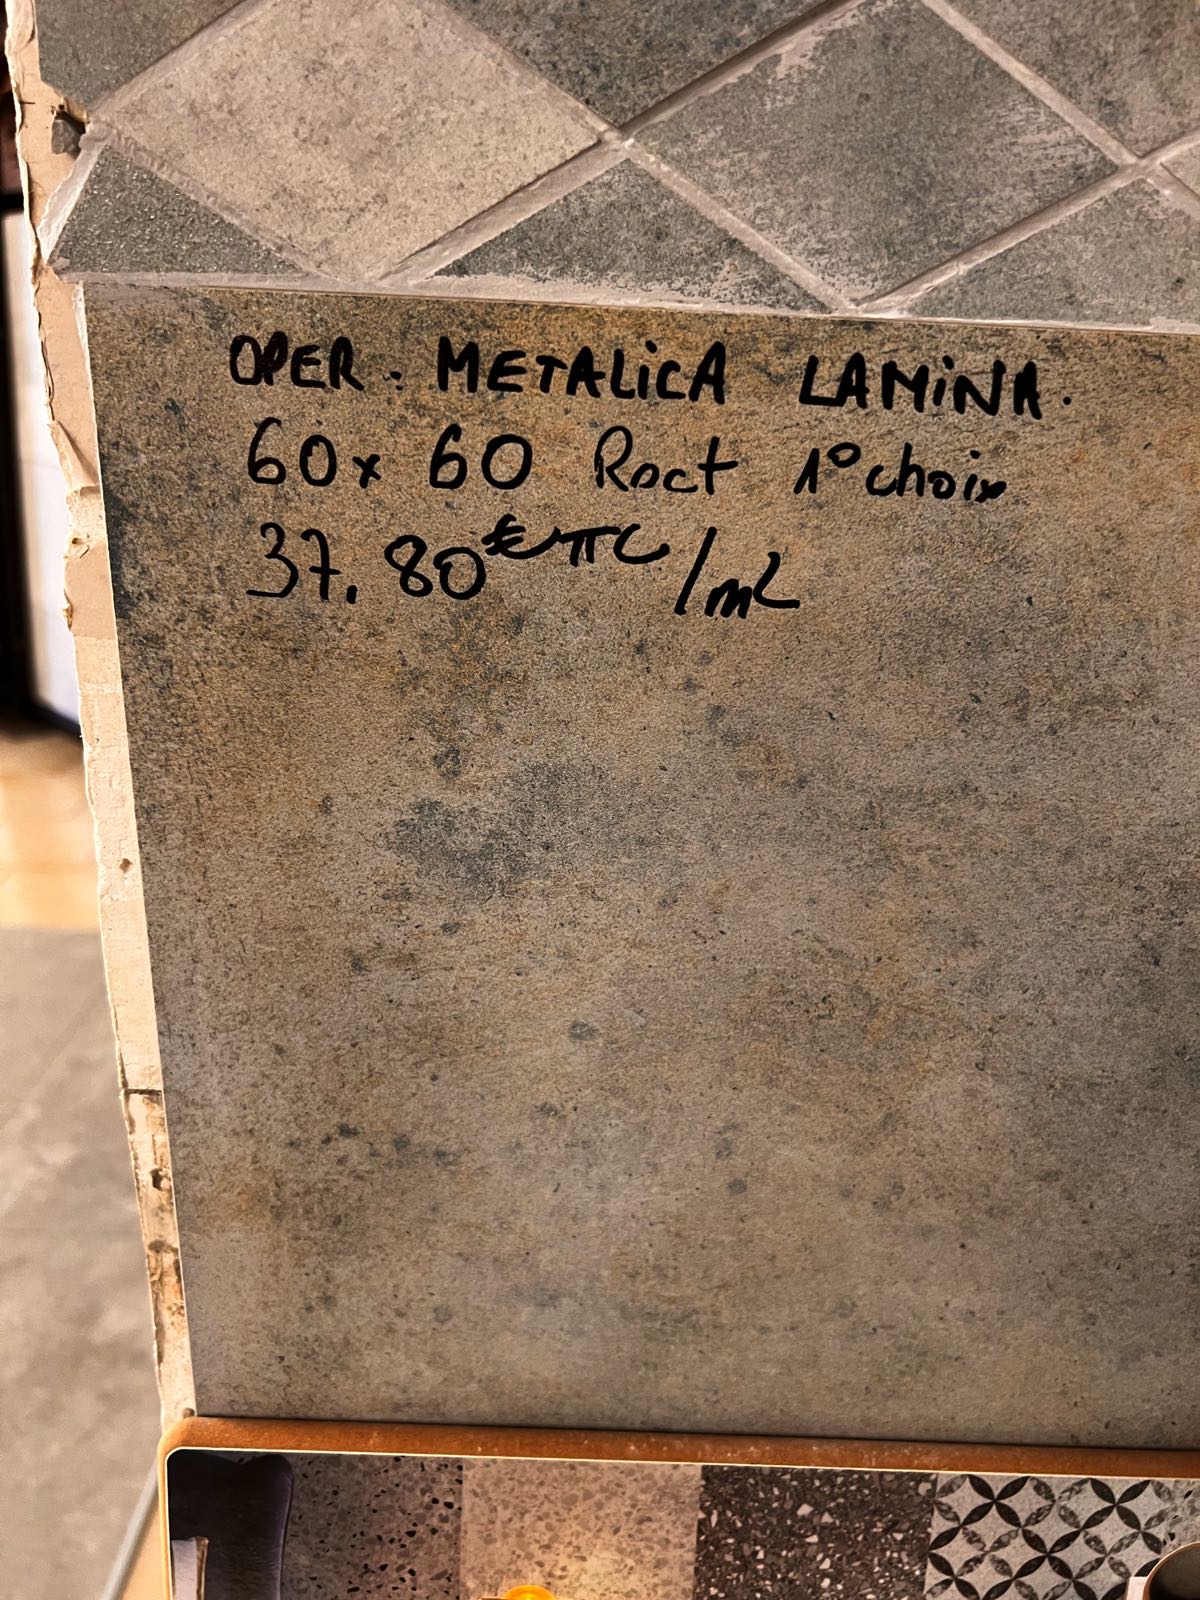 OPER. METALiCA LAMiNA.
60x 60 Rect 1° choix
37.80€ TTC/m2